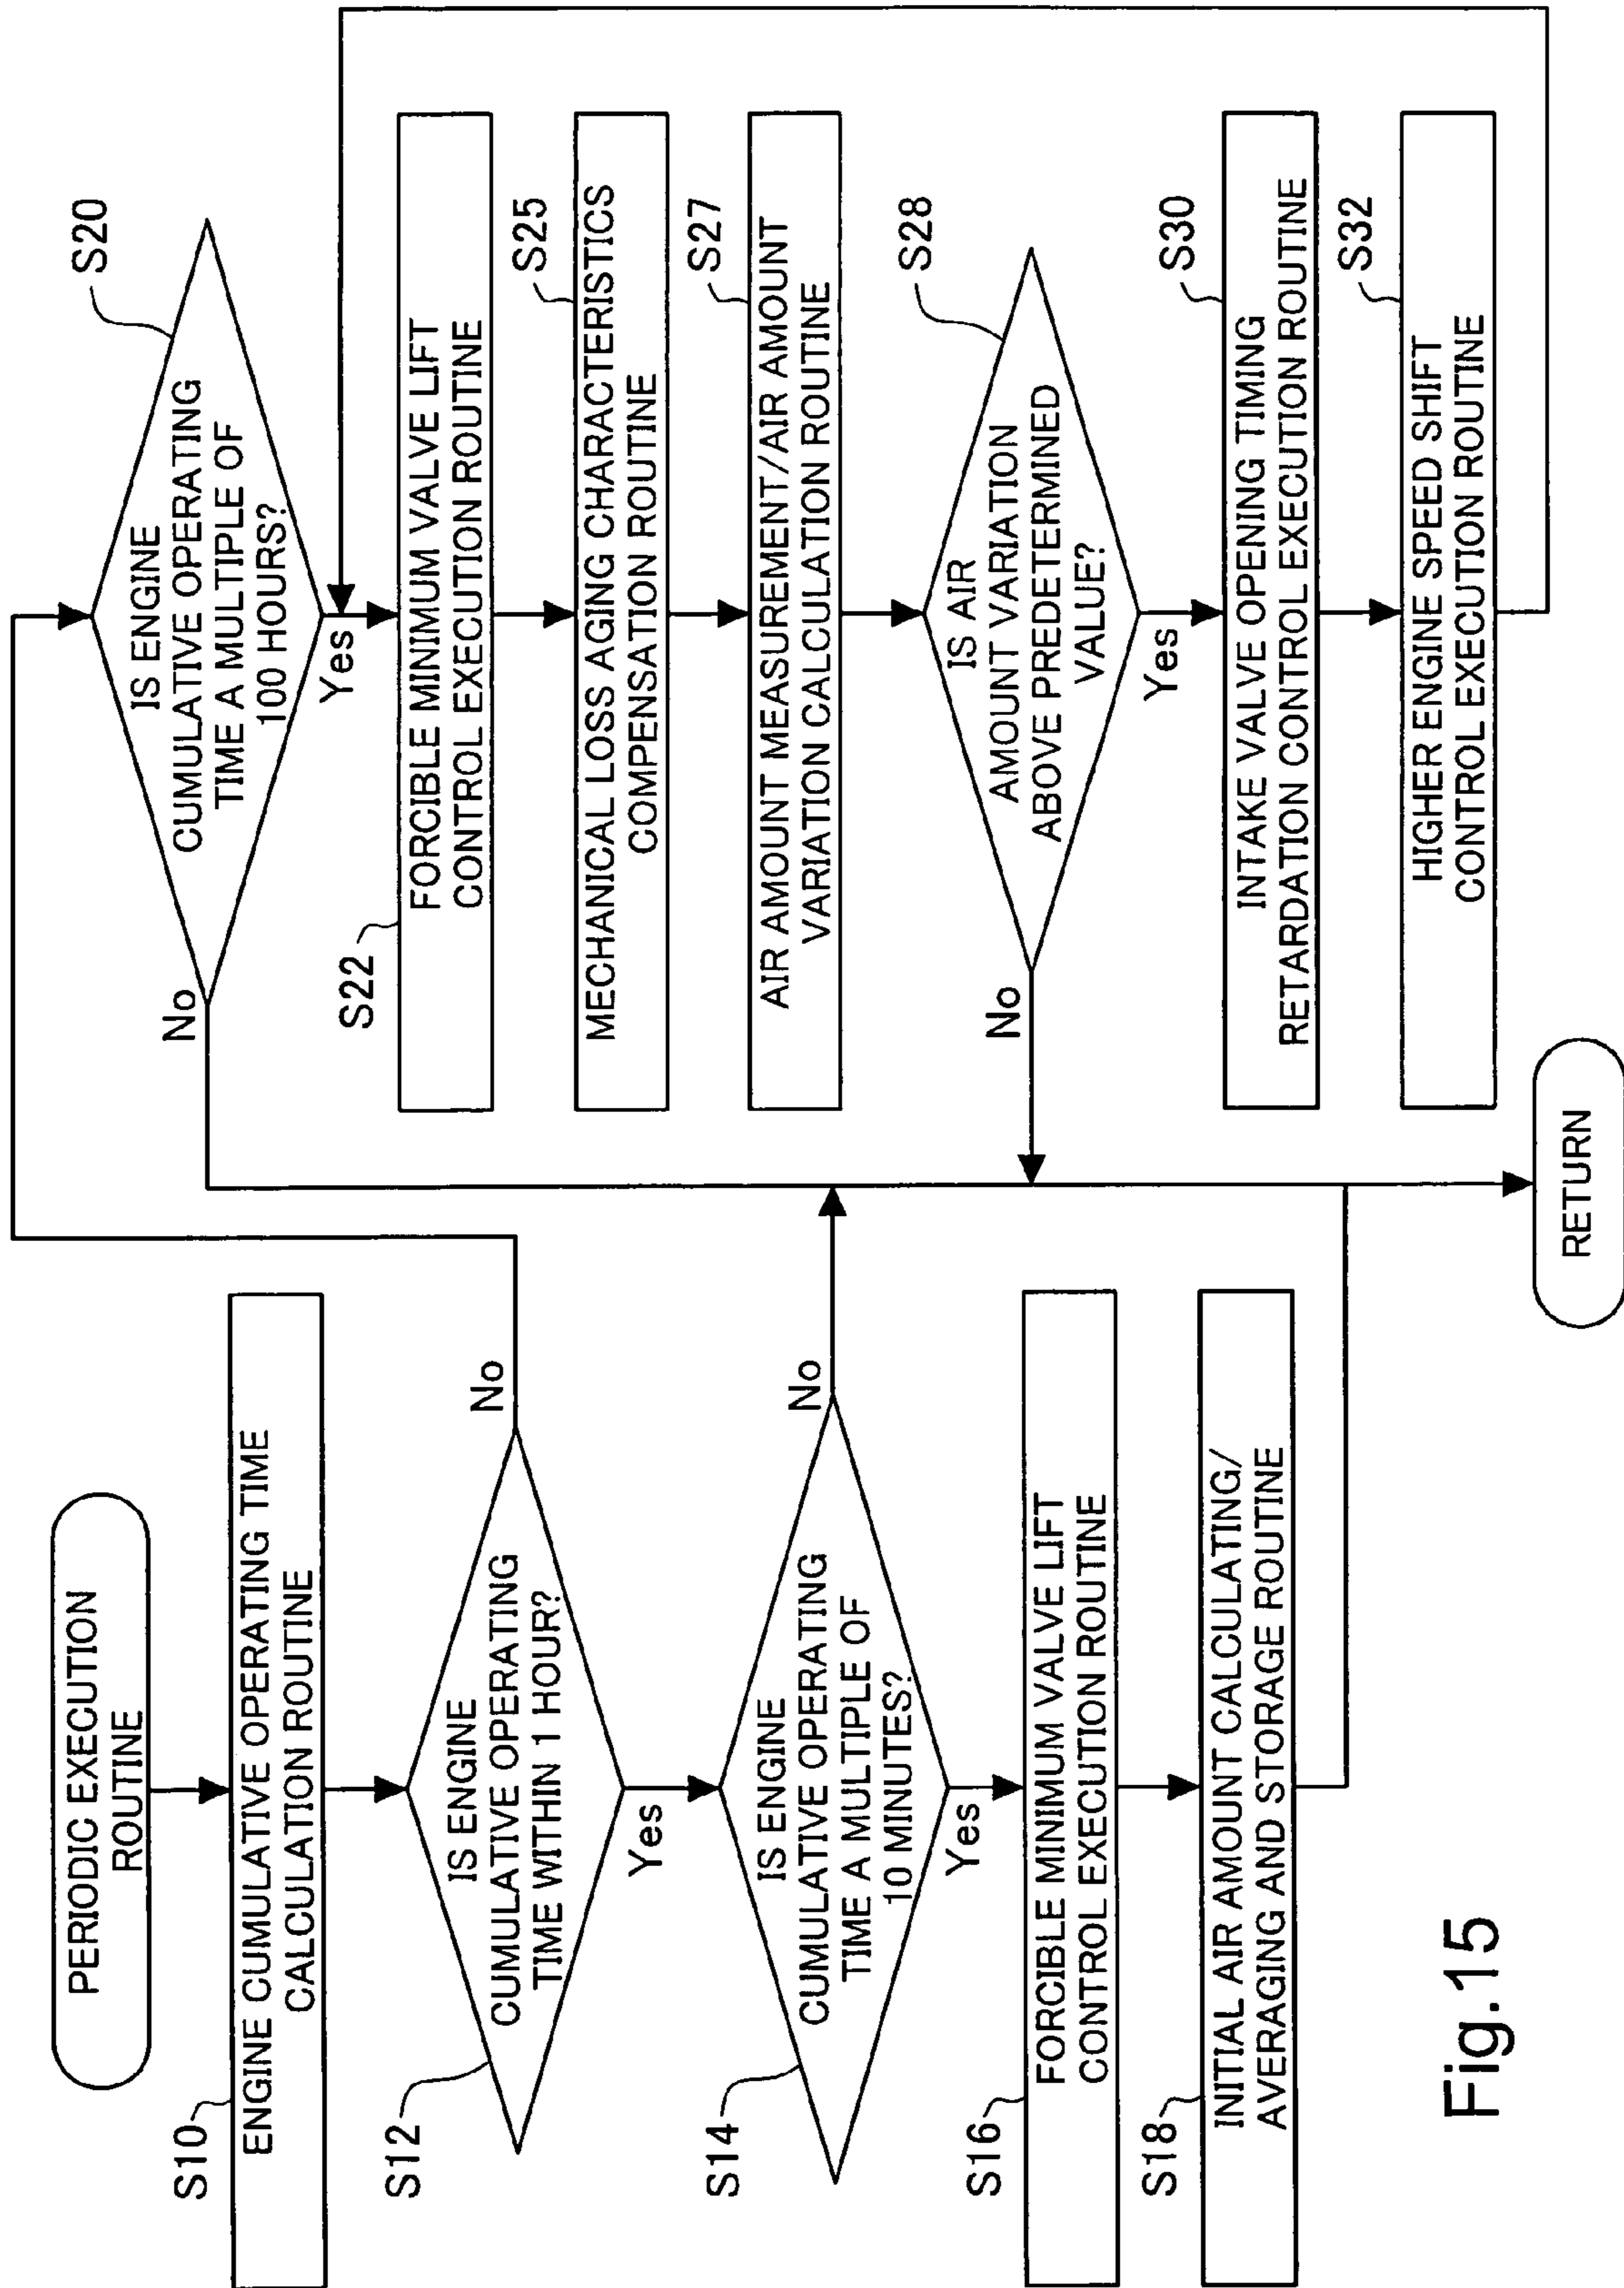 PERIODIC EXECUTION
ROUTINE
S10
ENGINE CUMULATIVE OPERATING TIME
CALCULATION ROUTINE
S12
IS ENGINE
CUMULATIVE OPERATING
TIME WITHIN 1 HOUR?
No
Yes
S14
IS ENGINE
CUMULATIVE OPERATING
TIME A MULTIPLE OF
10 MINUTES?
No
Yes
S16
FORCIBLE MINIMUM VALVE LIFT
CONTROL EXECUTION ROUTINE
S18
INITIAL AIR AMOUNT CALCULATING/
AVERAGING AND STORAGE ROUTINE
S20
IS ENGINE
CUMULATIVE OPERATING
TIME A MULTIPLE OF
100 HOURS?
No
Yes
S22
FORCIBLE MINIMUM VALVE LIFT
CONTROL EXECUTION ROUTINE
S25
MECHANICAL LOSS AGING CHARACTERISTICS
COMPENSATION ROUTINE
S27
AIR AMOUNT MEASUREMENT/AIR AMOUNT
VARIATION CALCULATION ROUTINE
S28
IS AIR
AMOUNT VARIATION
ABOVE PREDETERMINED
VALUE?
No
Yes
S30
INTAKE VALVE OPENING TIMING
RETARDATION CONTROL EXECUTION ROUTINE
S32
HIGHER ENGINE SPEED SHIFT
CONTROL EXECUTION ROUTINE
RETURN
Fig.15